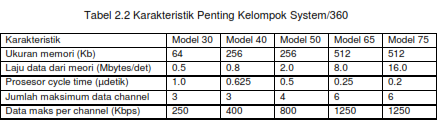 Tabel 2.2 Karakteristik Penting Kelompok System/360
Karakteristik Model 30 Model 40 Model 50 Model 65 Model 75
Ukuran memori (Kb) 64 256 256 512 512
Laju data dari meori (Mbytes/det) 0.5 0.8 2.0 8.0 16.0
Prosesor cycle time (μdetik) 1.0 0.625 0.5 0.25 0.2
Jumlah maksimum data channel 3 3 4 6 6
Data maks per channel (Kbps) 250 400 800 1250 1250